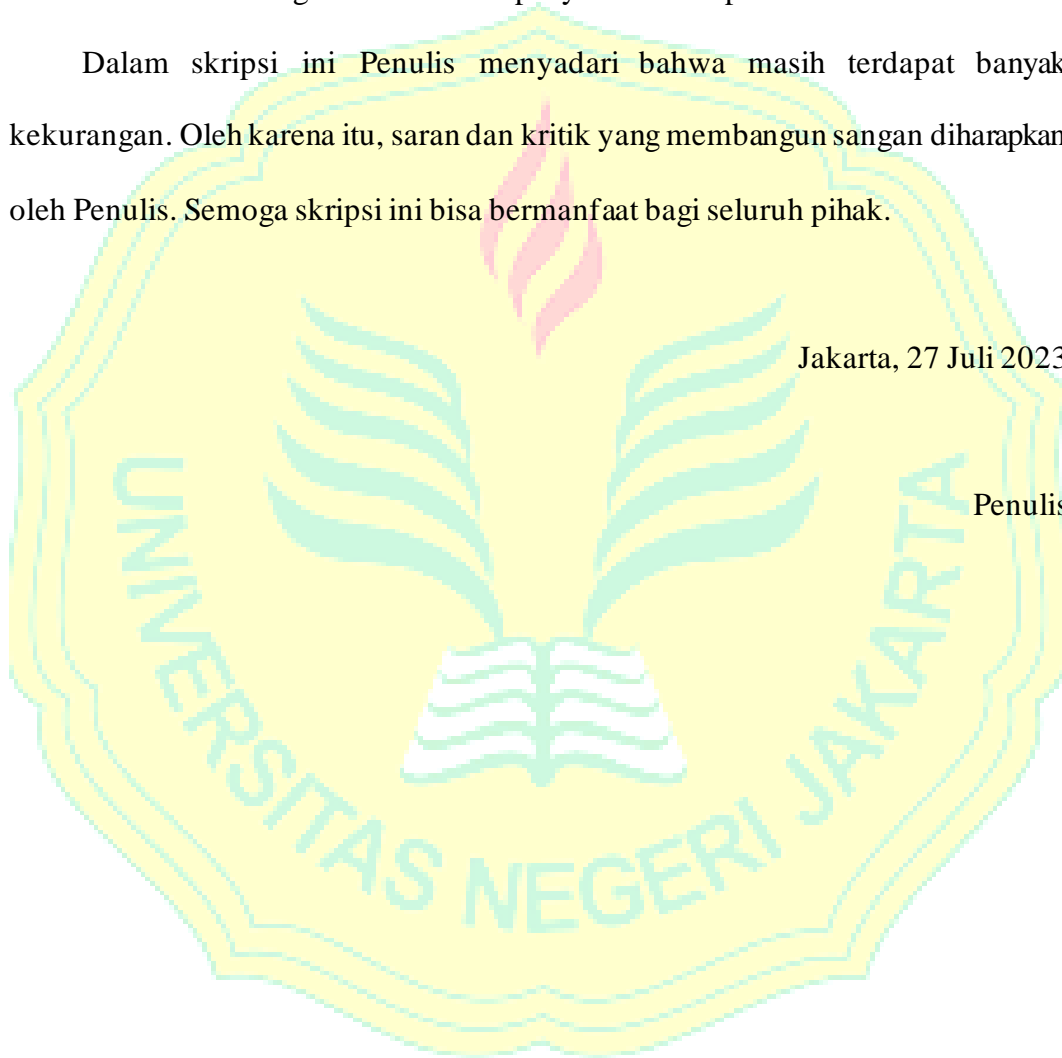 Dalam skripsi ini Penulis menyadari bahwa masih terdapat banyak
kekurangan. Oleh karena itu, saran dan kritik yang membangun sangan diharapkan
oleh Penulis. Semoga skripsi ini bisa bermanfaat bagi seluruh pihak.
Jakarta, 27 Juli 2023
Penulis
UNIVERSITAS NEGERI JAKARTA